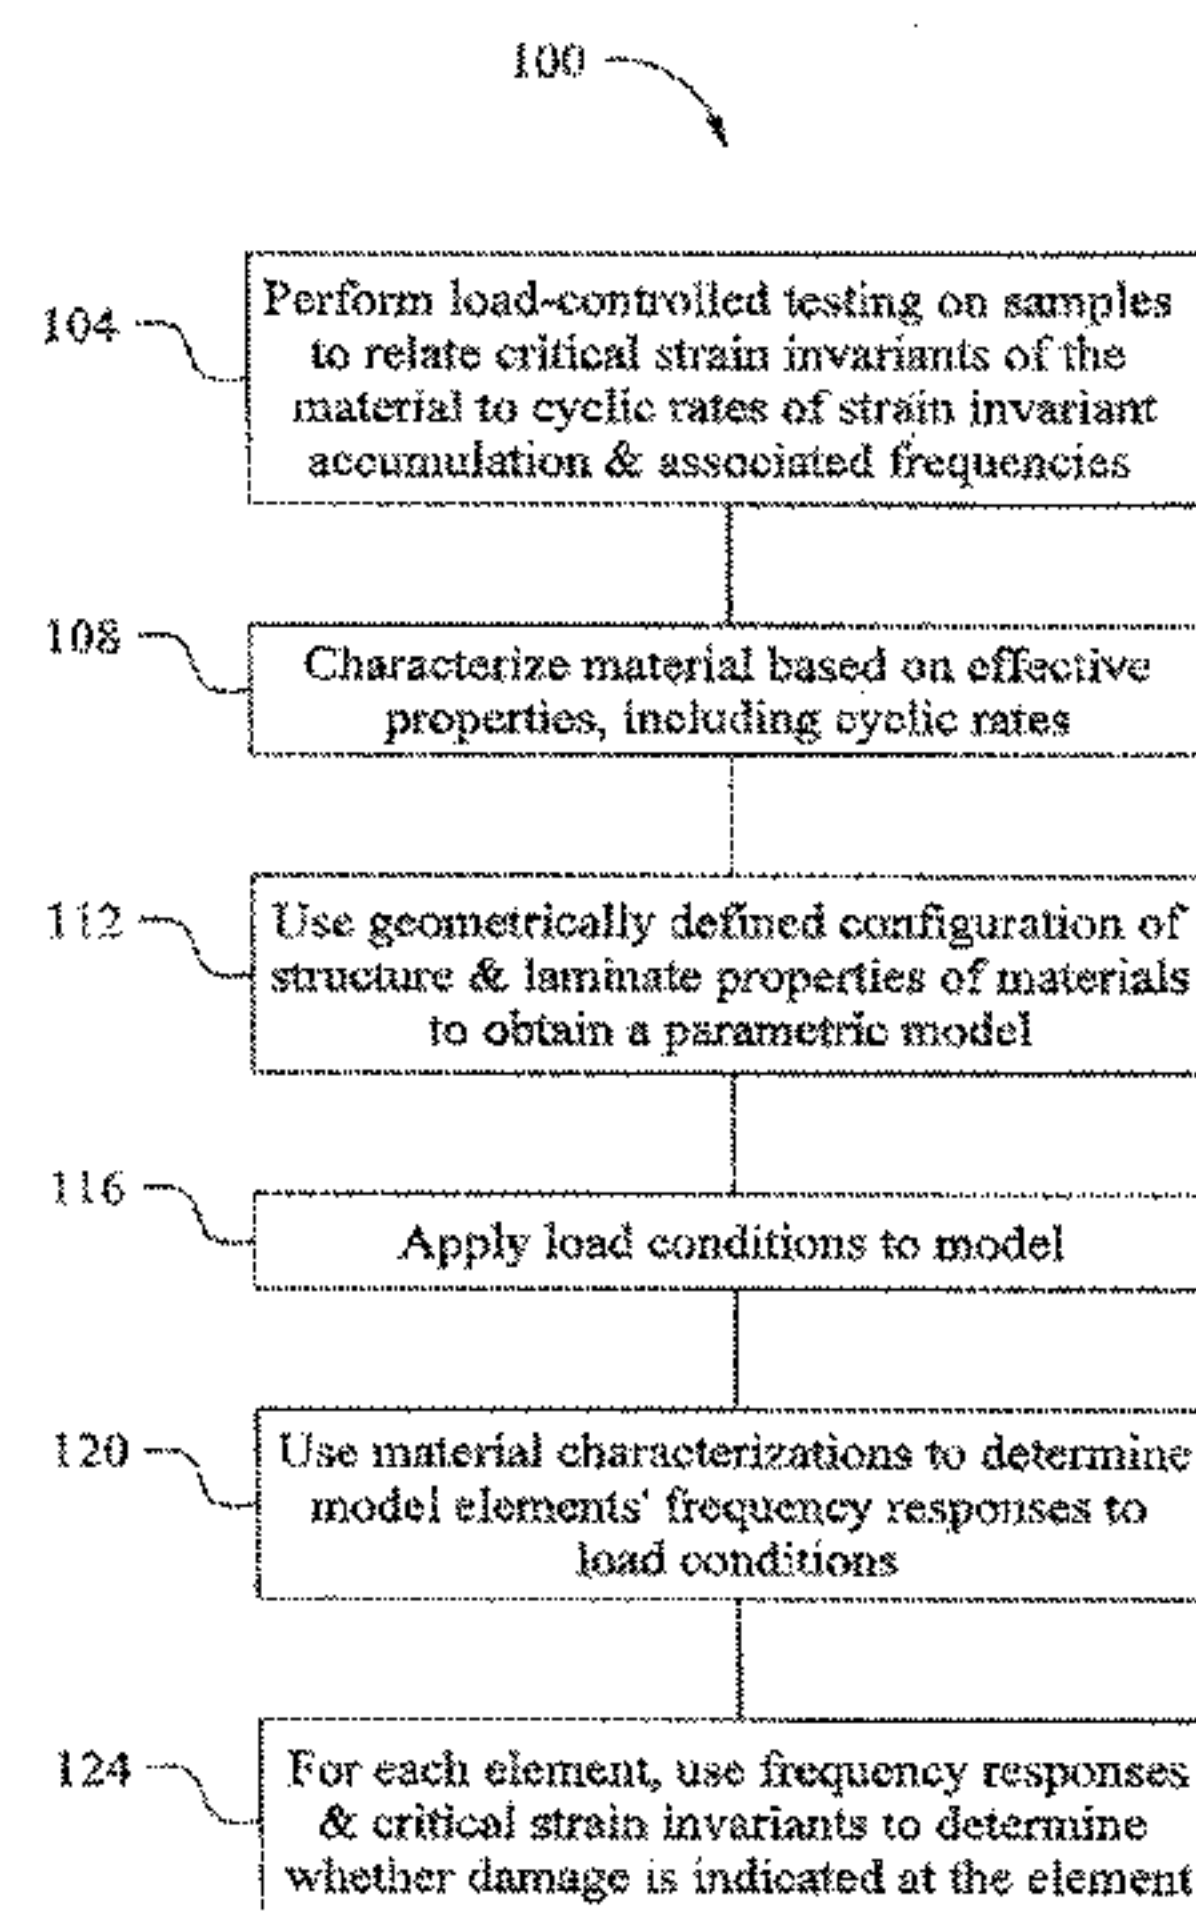 100
104
Perform load-controlled testing on samples
to relate critical strain invariants of the
material to cyclic rates of strain invariant
accumulation & associated frequencies
108
Characterize material based on effective
properties, including cyclic rates
112
Use geometrically defined configuration of
structure & laminate properties of materials
to obtain a parametric model
116
Apply load conditions to model
120
Use material characterizations to determine
model elements' frequency responses to
load conditions
124
For each element, use frequency responses
& critical strain invariants to determine
whether damage is indicated at the element